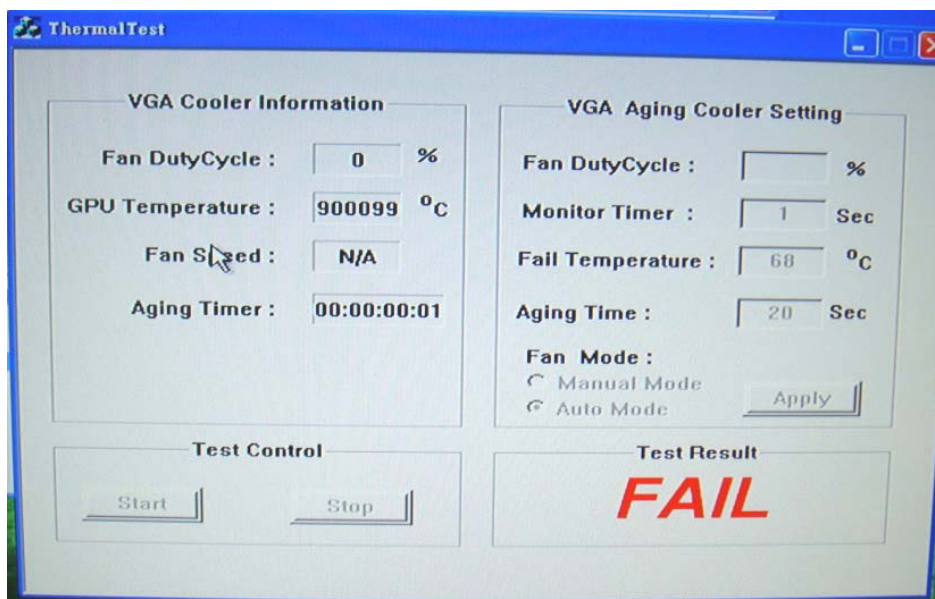 ThermalTest
VGA Cooler Information
Fan DutyCycle : 0 %
GPU Temperature : 900099 °C
Fan Speed : N/A
Aging Timer : 00:00:00:01
VGA Aging Cooler Setting
Fan DutyCycle : %
Monitor Timer : 1 Sec
Fail Temperature : 68 °C
Aging Time : 20 Sec
Fan Mode :
Manual Mode
Auto Mode
Apply
Test Control
Start Stop
Test Result
FAIL